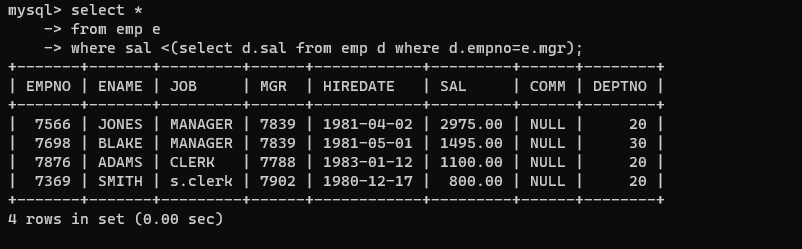 mysql> select *
    -> from emp e
    -> where sal <(select d.sal from emp d where d.empno=e.mgr);
+-------+-------+---------+------+------------+---------+------+--------+
| EMPNO | ENAME | JOB     | MGR  | HIREDATE   | SAL     | COMM | DEPTNO |
+-------+-------+---------+------+------------+---------+------+--------+
|  7566 | JONES | MANAGER | 7839 | 1981-04-02 | 2975.00 | NULL |     20 |
|  7698 | BLAKE | MANAGER | 7839 | 1981-05-01 | 1495.00 | NULL |     30 |
|  7876 | ADAMS | CLERK   | 7788 | 1983-01-12 | 1100.00 | NULL |     20 |
|  7369 | SMITH | s.clerk | 7902 | 1980-12-17 |  800.00 | NULL |     20 |
+-------+-------+---------+------+------------+---------+------+--------+
4 rows in set (0.00 sec)